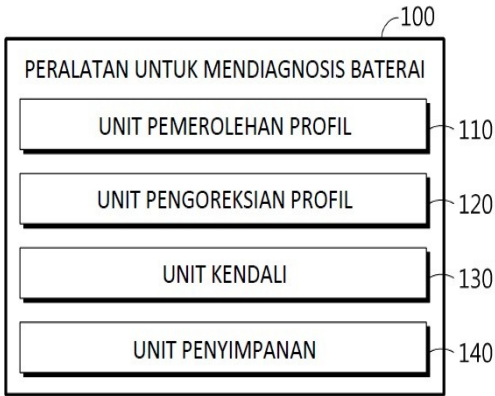 100
PERALATAN UNTUK MENDIAGNOSIS BATERAI
UNIT PEMEROLEHAN PROFIL 110
UNIT PENGOREKSIAN PROFIL 120
UNIT KENDALI 130
UNIT PENYIMPANAN 140